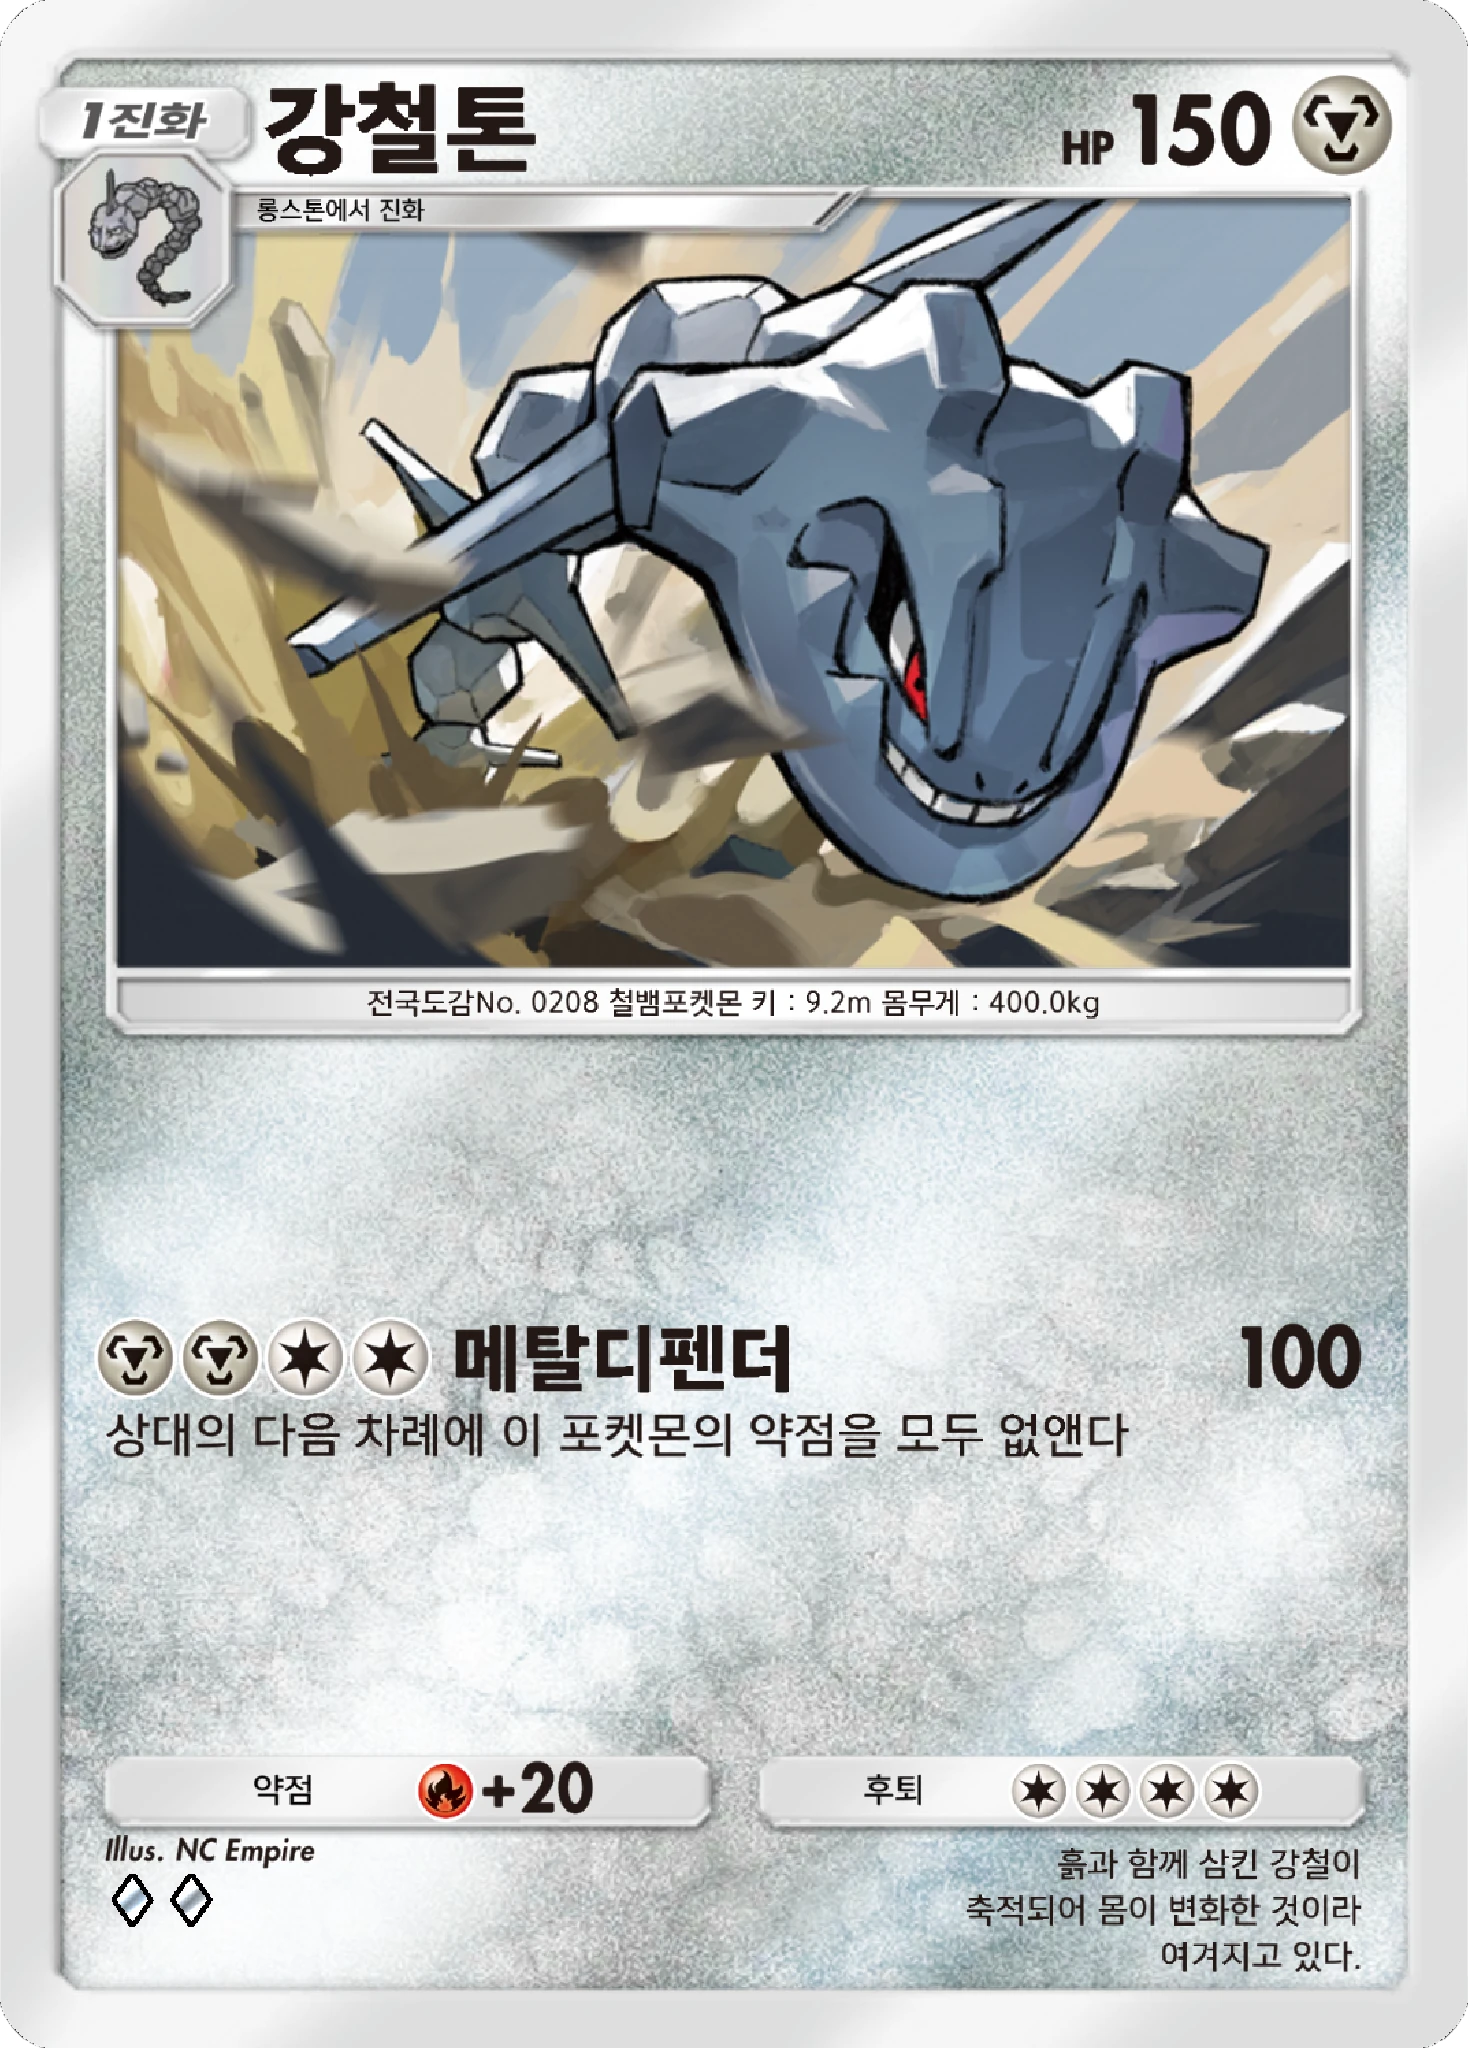 1진화
강철톤
HP 150
롱스톤에서 진화
전국도감No. 0208 철뱀포켓몬 키 : 9.2m 몸무게 : 400.0kg
메탈디펜더 100
상대의 다음 차례에 이 포켓몬의 약점을 모두 없앤다
약점 +20 후퇴
Illus. NC Empire
흙과 함께 삼킨 강철이
축적되어 몸이 변화한 것이라
여겨지고 있다.